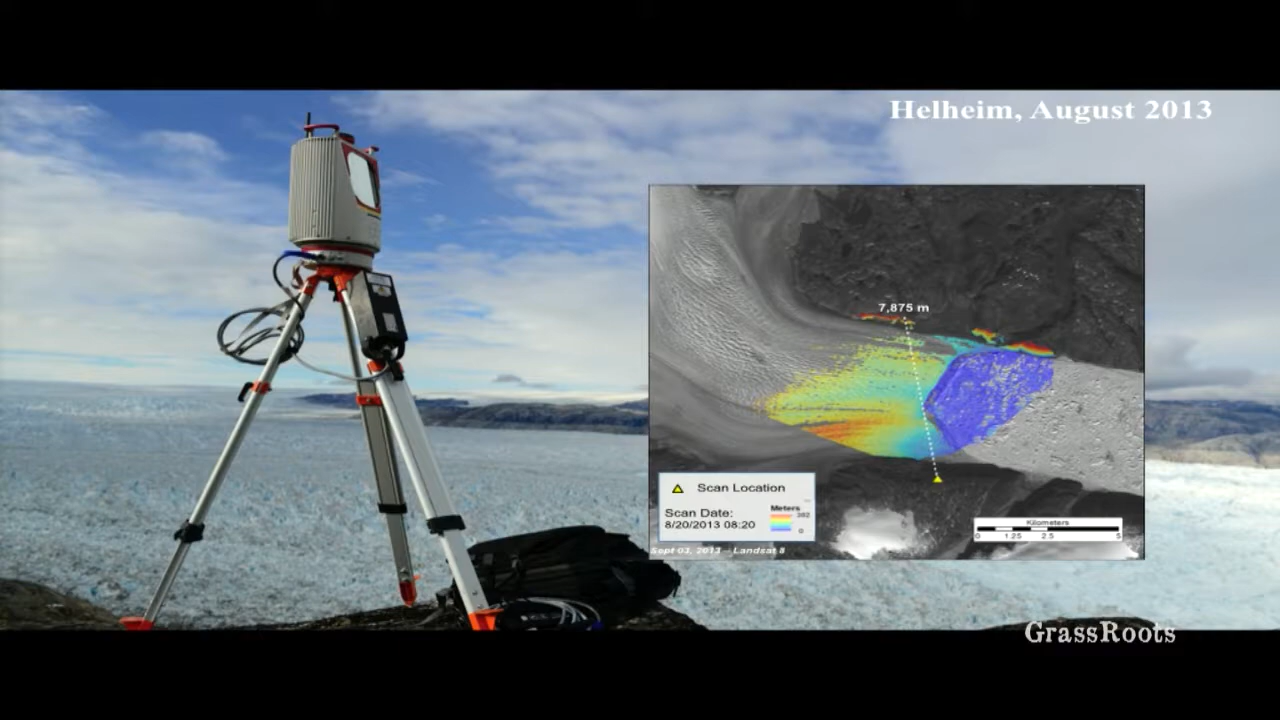 Helheim, August 2013
7,875 m
Scan Location
Scan Date:
8/20/2013 08:20
Meters
382
0
Kilometers
0 1.25 2.5 5
Sept 03, 2013 - Landsat 8
GrassRoots